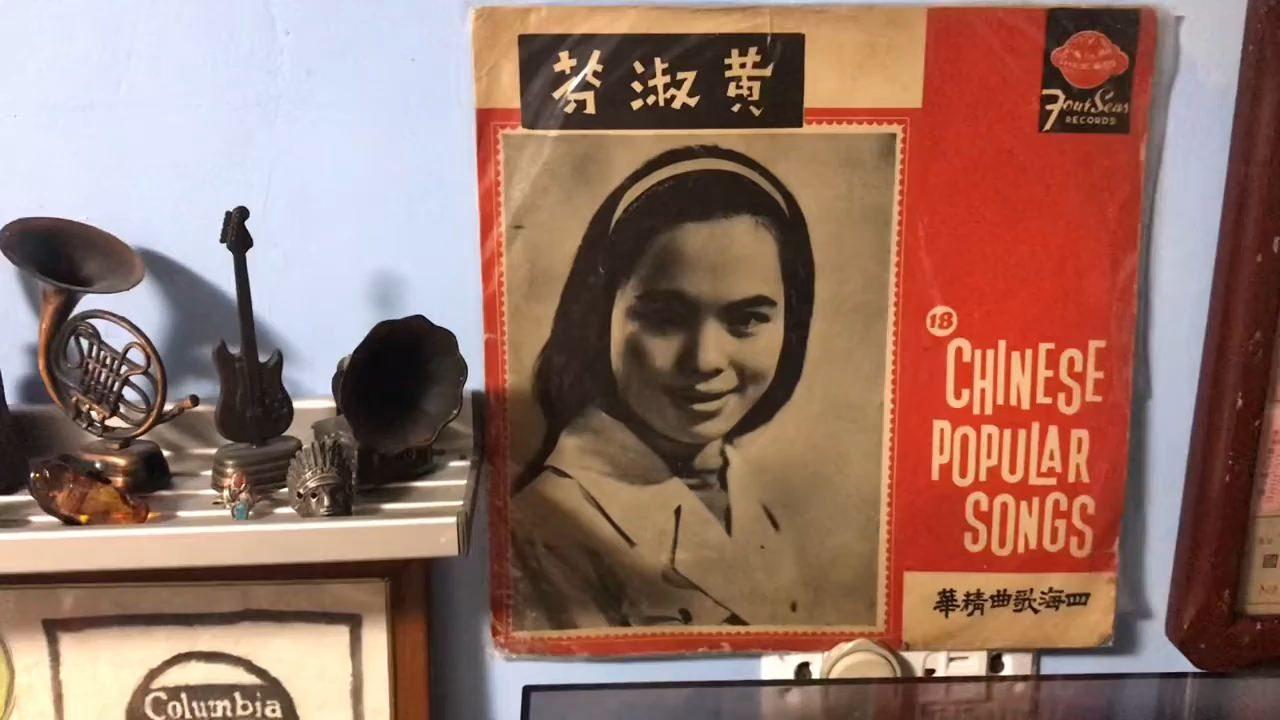 黄淑芬
Four Seas
RECORDS
18
CHINESE
POPULAR
SONGS
四海歌曲精華
Columbia